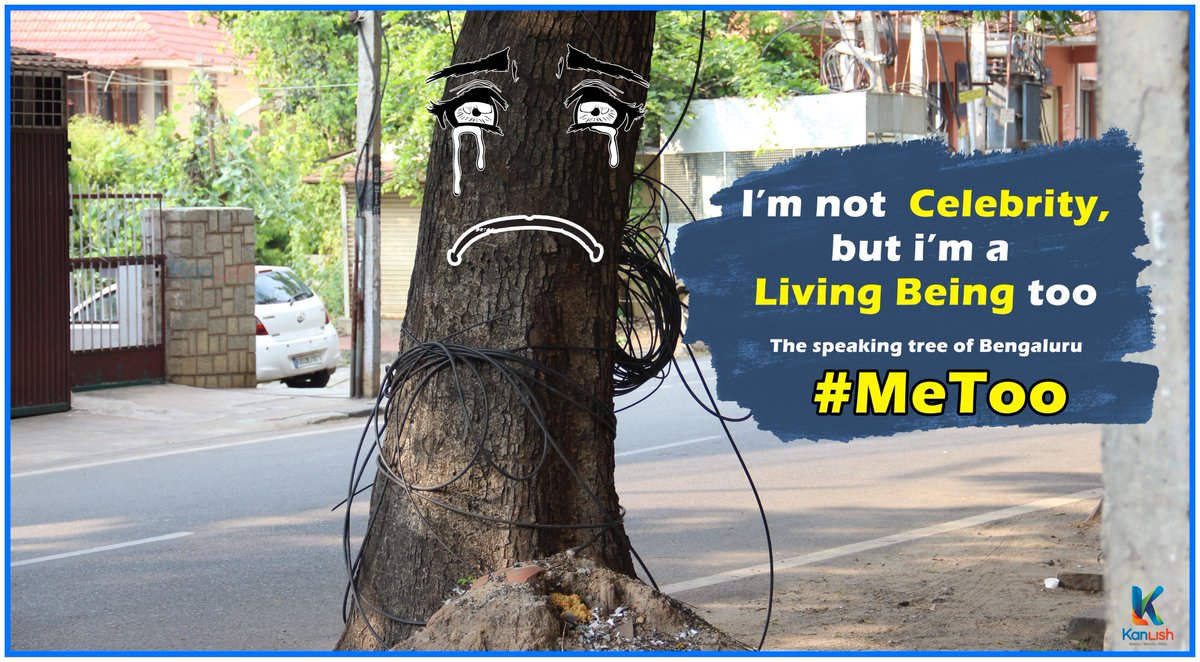 I'm not Celebrity,
but i'm a
Living Being too
The speaking tree of Bengaluru
#MeToo
KanLish